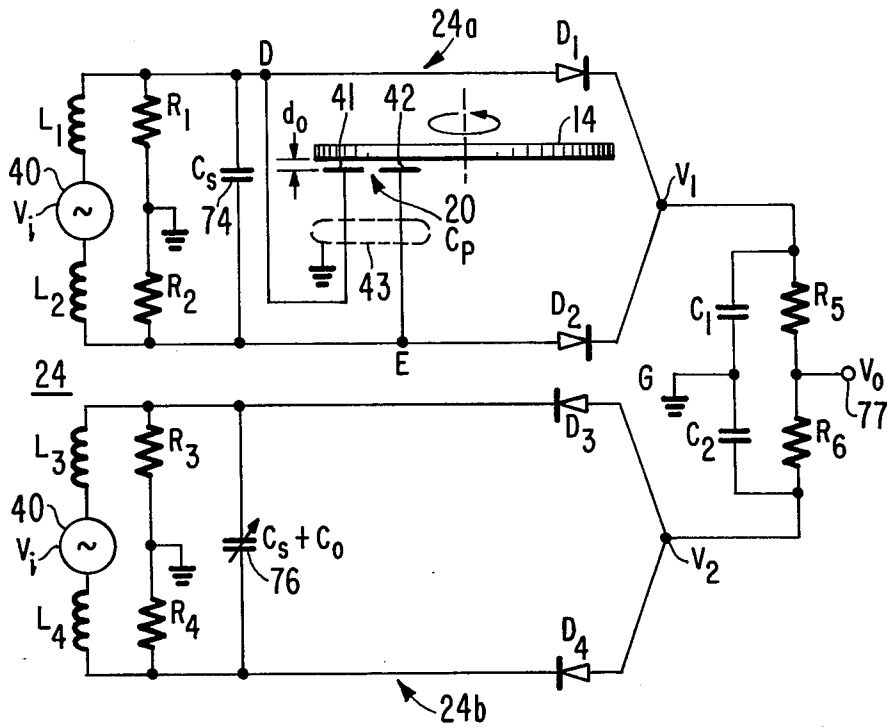 24a
D
D1
41
42
d0
14
L1
R1
40
Vi
~
Cs
74
20
Cp
43
V1
L2
R2
D2
E
C1
R5
24
G
V0
77
C2
R6
L3
R3
D3
40
Vi
~
Cs + C0
76
V2
L4
R4
D4
24b